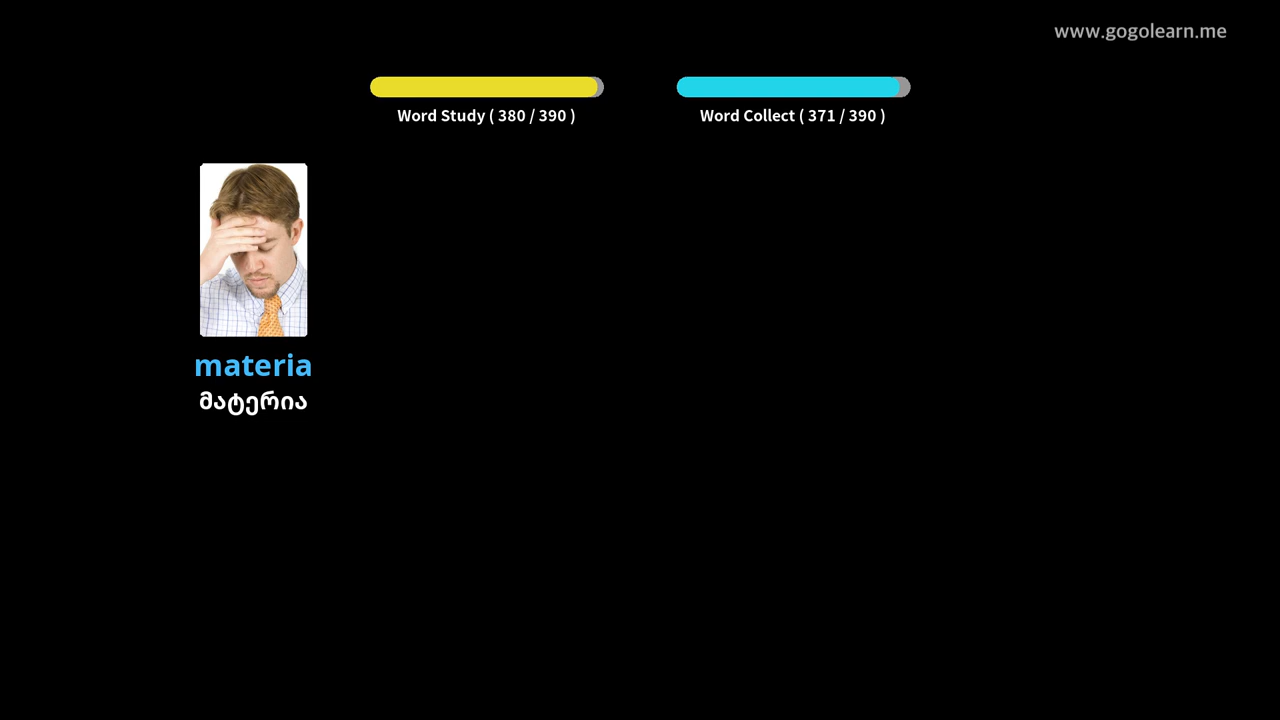 www.gogolearn.me
Word Study ( 380 / 390 )
Word Collect ( 371 / 390 )
materia
მატერია